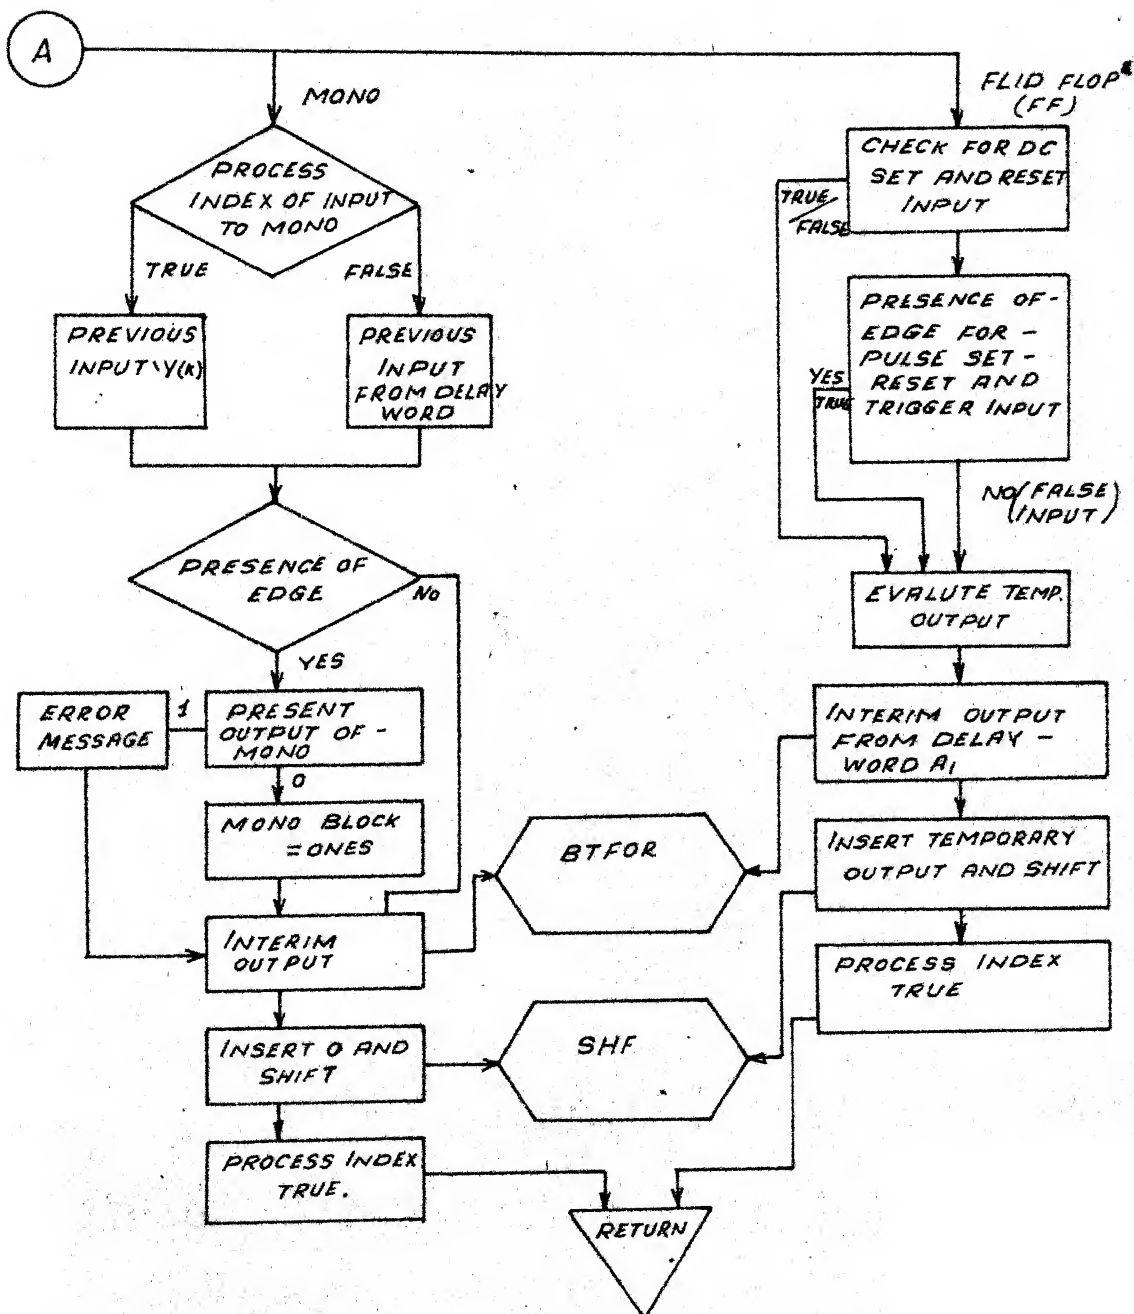 A
MONO
PROCESS
INDEX OF INPUT
TO MONO
TRUE
FALSE
PREVIOUS
INPUT\Y(K)
PREVIOUS
INPUT
FROM DELAY
WORD
PRESENCE OF
EDGE
NO
YES
ERROR
MESSAGE
1
PRESENT
OUTPUT OF -
MONO
0
MONO BLOCK
= ONES
INTERIM
OUTPUT
INSERT 0 AND
SHIFT
PROCESS INDEX
TRUE.
BTFOR
SHF
RETURN
FLID FLOP
(FF)
CHECK FOR DC
SET AND RESET
INPUT
TRUE/
FALSE
PRESENCE OF -
EDGE FOR -
PULSE SET -
RESET AND
TRIGGER INPUT
YES
TRUE
NO (FALSE
INPUT)
EVALUTE TEMP.
OUTPUT
INTERIM OUTPUT
FROM DELAY -
WORD A1
INSERT TEMPORARY
OUTPUT AND SHIFT
PROCESS INDEX
TRUE